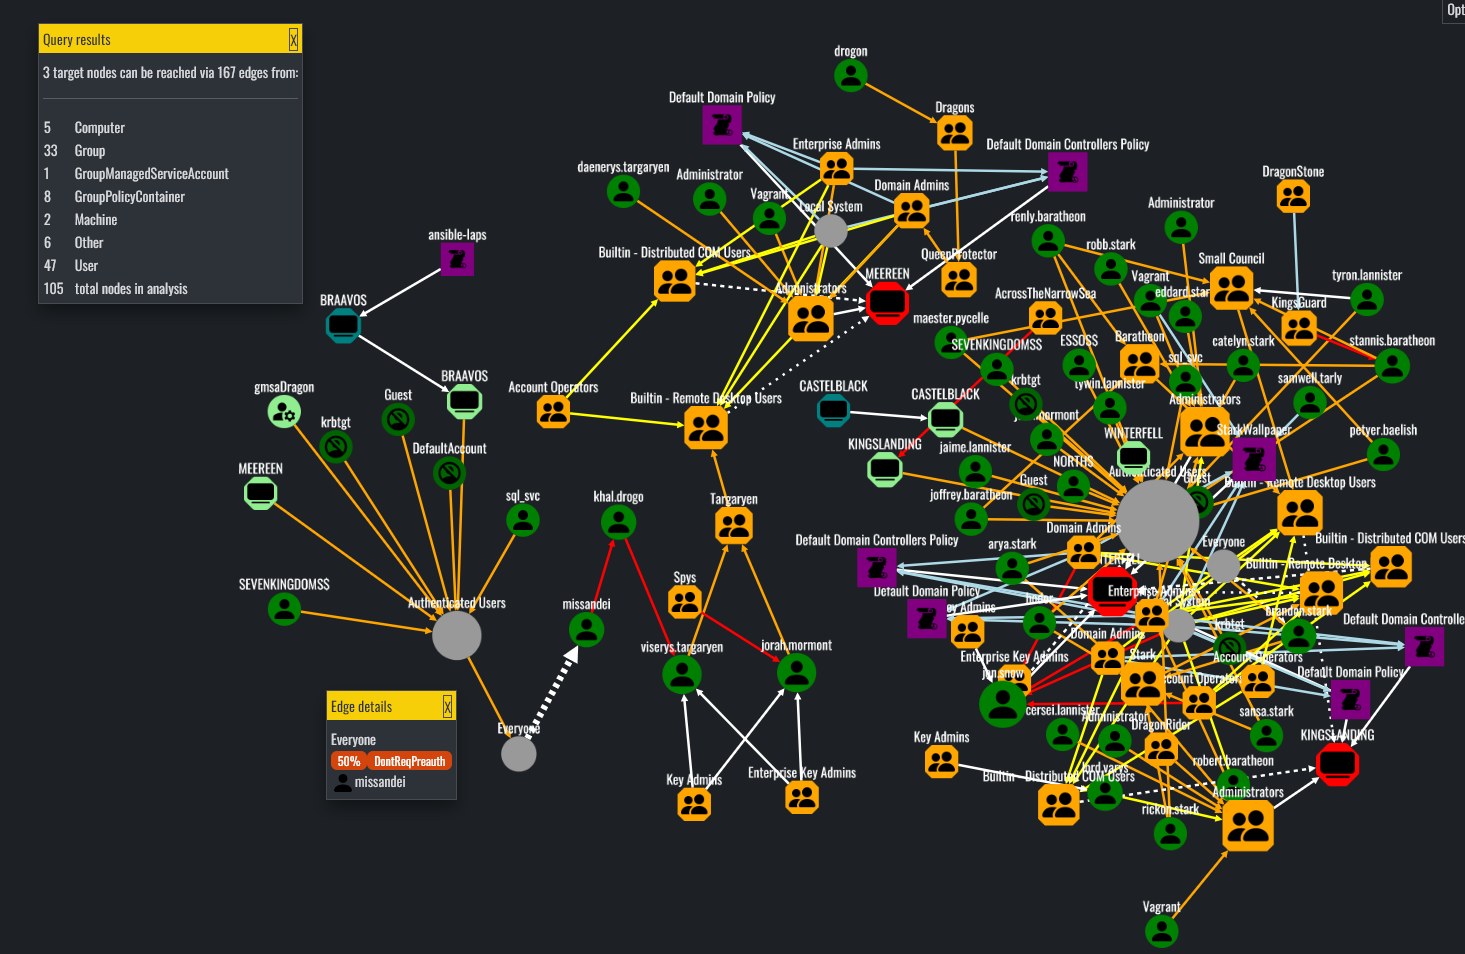 Opt
Query results
X
3 target nodes can be reached via 167 edges from:
5 Computer
33 Group
1 GroupManagedServiceAccount
8 GroupPolicyContainer
2 Machine
6 Other
47 User
105 total nodes in analysis
drogon
Default Domain Policy
Dragons
Enterprise Admins
Default Domain Controllers Policy
daenerys.targaryen
Administrator
Domain Admins
DragonStone
Vagrant
Local System
Administrator
renly.baratheon
ansible-laps
robb.stark
Builtin - Distributed COM Users
QueenProtector
Small Council
MEEREEN
Vagrant
tyron.lannister
Administrators
eddard.star
BRAAVOS
AcrossTheNarrowSea
KingsGuard
maester.pycelle
SEVENKINGDOMS$
ESSOS$
Baratheon
catelyn.stark
stannis.baratheon
sql_svc
BRAAVOS
krbtgt
samwell.tarly
gmsaDragon
Guest
Account Operators
CASTELBLACK
CASTELBLACK
tywin.lannister
Builtin - Remote Desktop Users
Administrators
krbtgt
StarkWallpaper
petyer.baelish
WINTERFELL
DefaultAccount
KINGSLANDING
jaime.lannister
MEEREEN
NORTH$
Authenticated Users
Guest
Guest
Builtin - Remote Desktop Users
sql_svc
khal.drogo
Targaryen
joffrey.baratheon
Domain Admins
Default Domain Controllers Policy
arya.stark
Everyone
Builtin - Distributed COM Users
Builtin - Remote Desktop
SEVENKINGDOMS$
Spys
Default Domain Policy
Enterprise Admins
Authenticated Users
missandei
brandon.stark
krbtgt
Default Domain Controlle
viserys.targaryen
jorah.mormont
Domain Admins
Stark
Enterprise Key Admins
Account Operators
jon.snow
Default Domain Policy
Edge details
X
Everyone
50% DontReqPreauth
missandei
Everyone
cersei.lannister
Administrator
DragonRider
sansa.stark
Key Admins
KINGSLANDING
Key Admins
Enterprise Key Admins
lord.varys
robert.baratheon
Builtin - Distributed COM Users
Administrators
rickon.stark
Vagrant